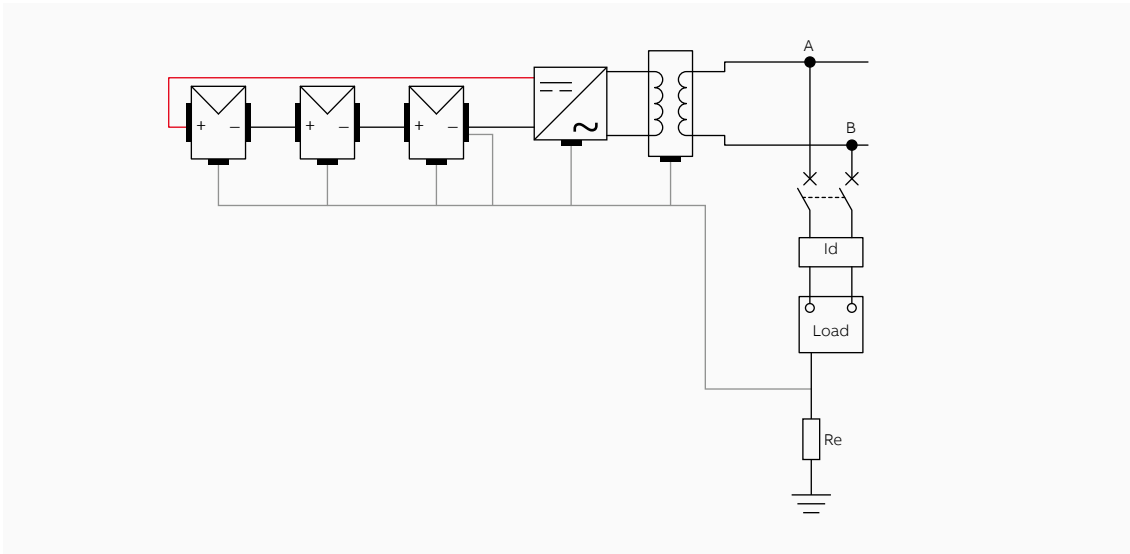 A
B
+ − + − + −
Id
Load
Re